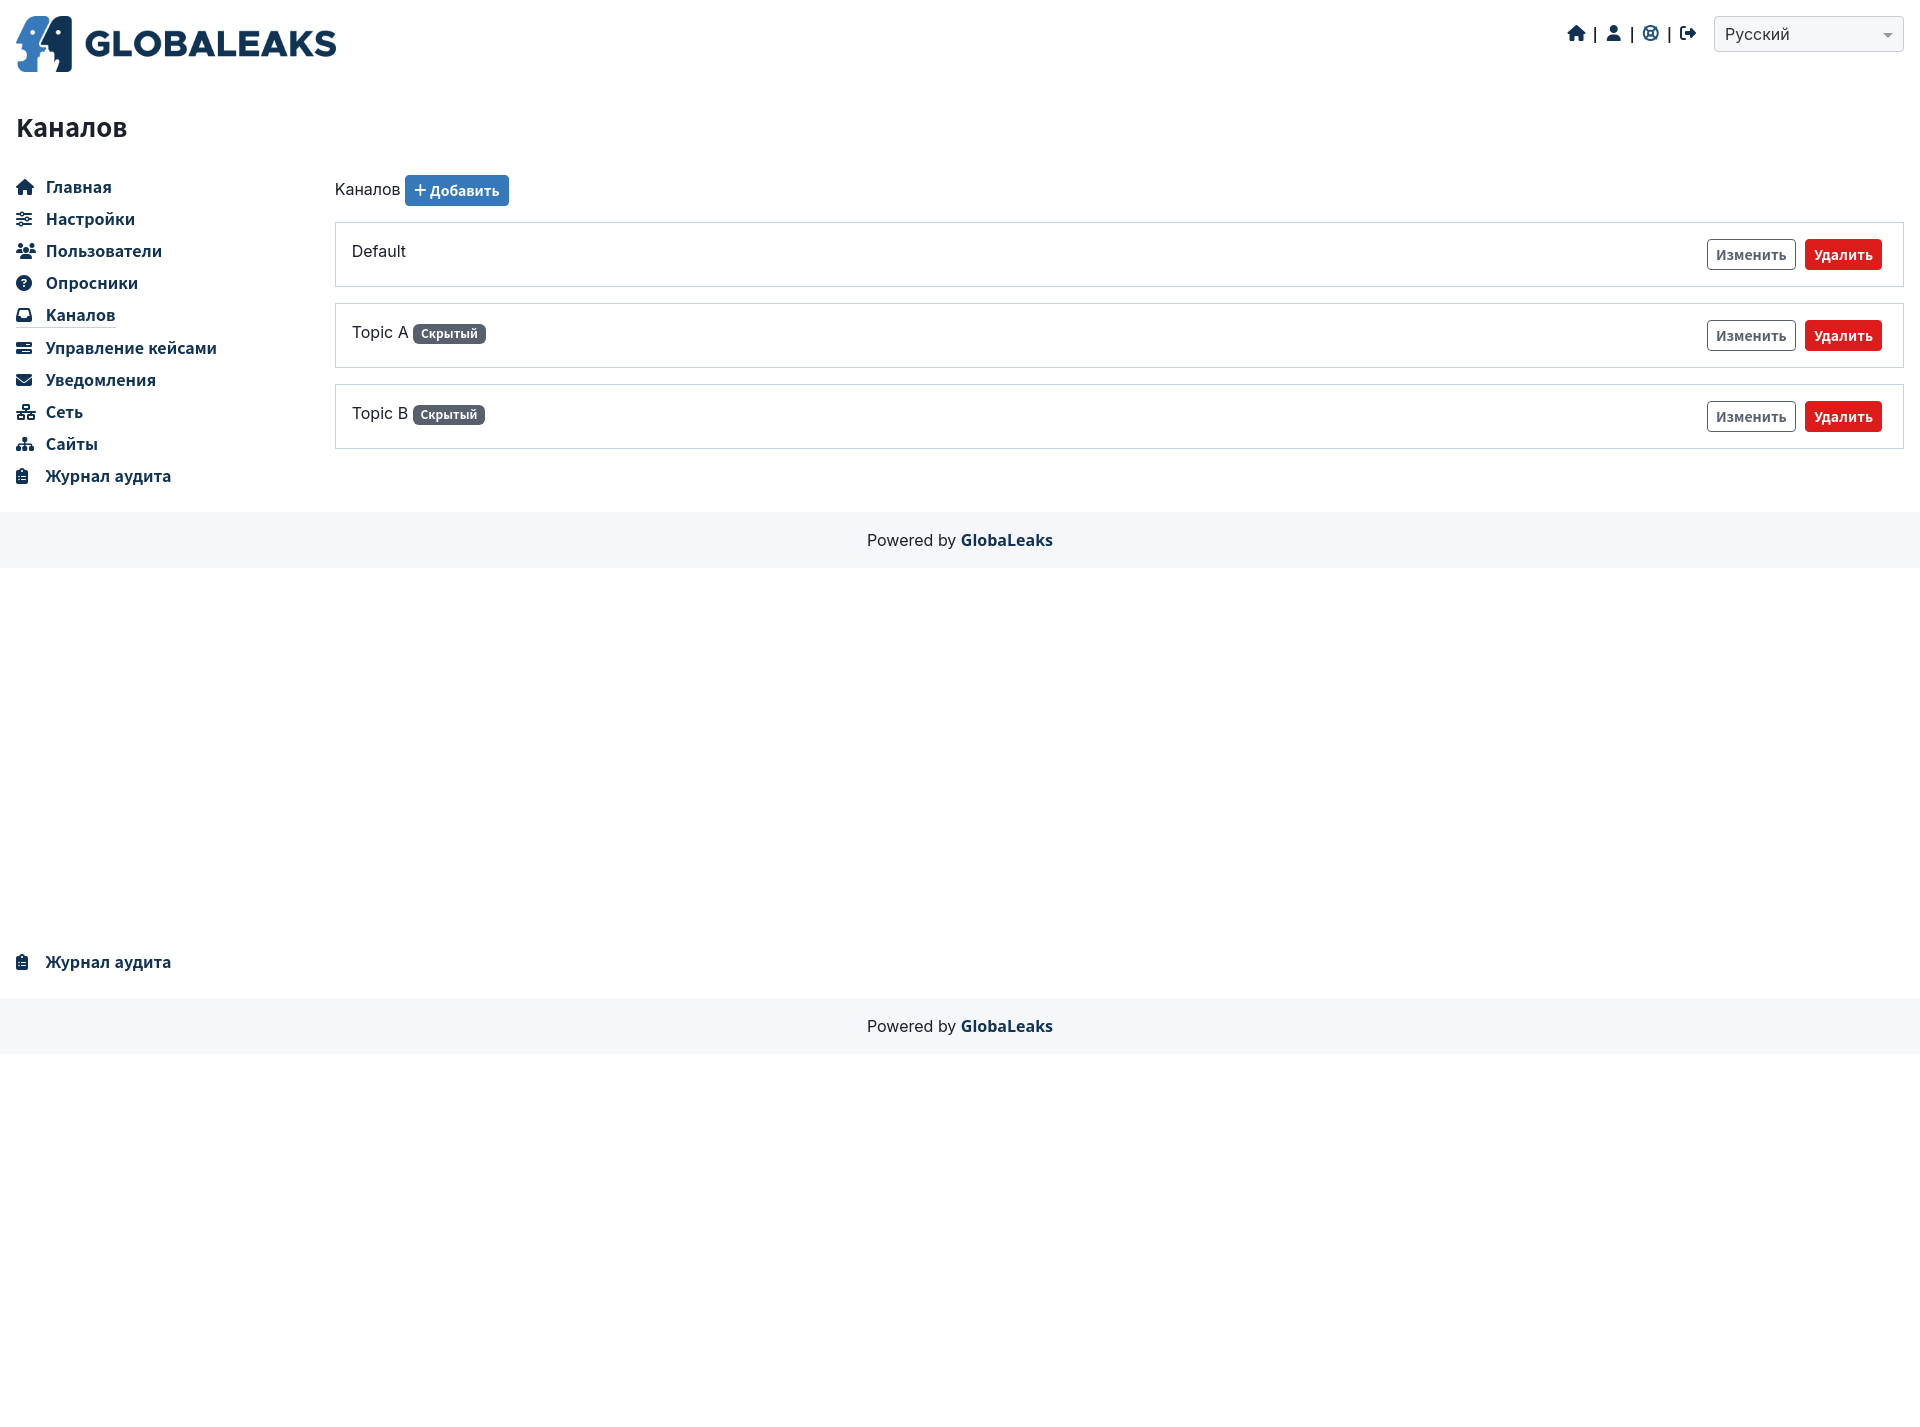 GLOBALEAKS
| | | Русский
Каналов
Главная
Настройки
Пользователи
Опросники
Каналов
Управление кейсами
Уведомления
Сеть
Сайты
Журнал аудита
Каналов + Добавить
Default Изменить Удалить
Topic A Скрытый Изменить Удалить
Topic B Скрытый Изменить Удалить
Powered by GlobaLeaks
Журнал аудита
Powered by GlobaLeaks